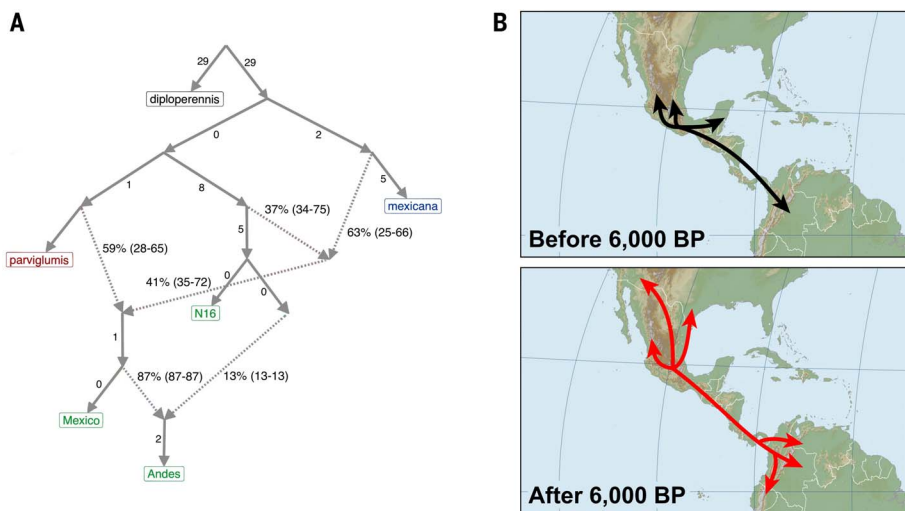 A
29
29
diploperennis
0
2
1
8
5
mexicana
37% (34-75)
5
63% (25-66)
59% (28-65)
parviglumis
41% (35-72)
0
0
N16
1
0
87% (87-87)
13% (13-13)
Mexico
2
Andes
B
Before 6,000 BP
After 6,000 BP